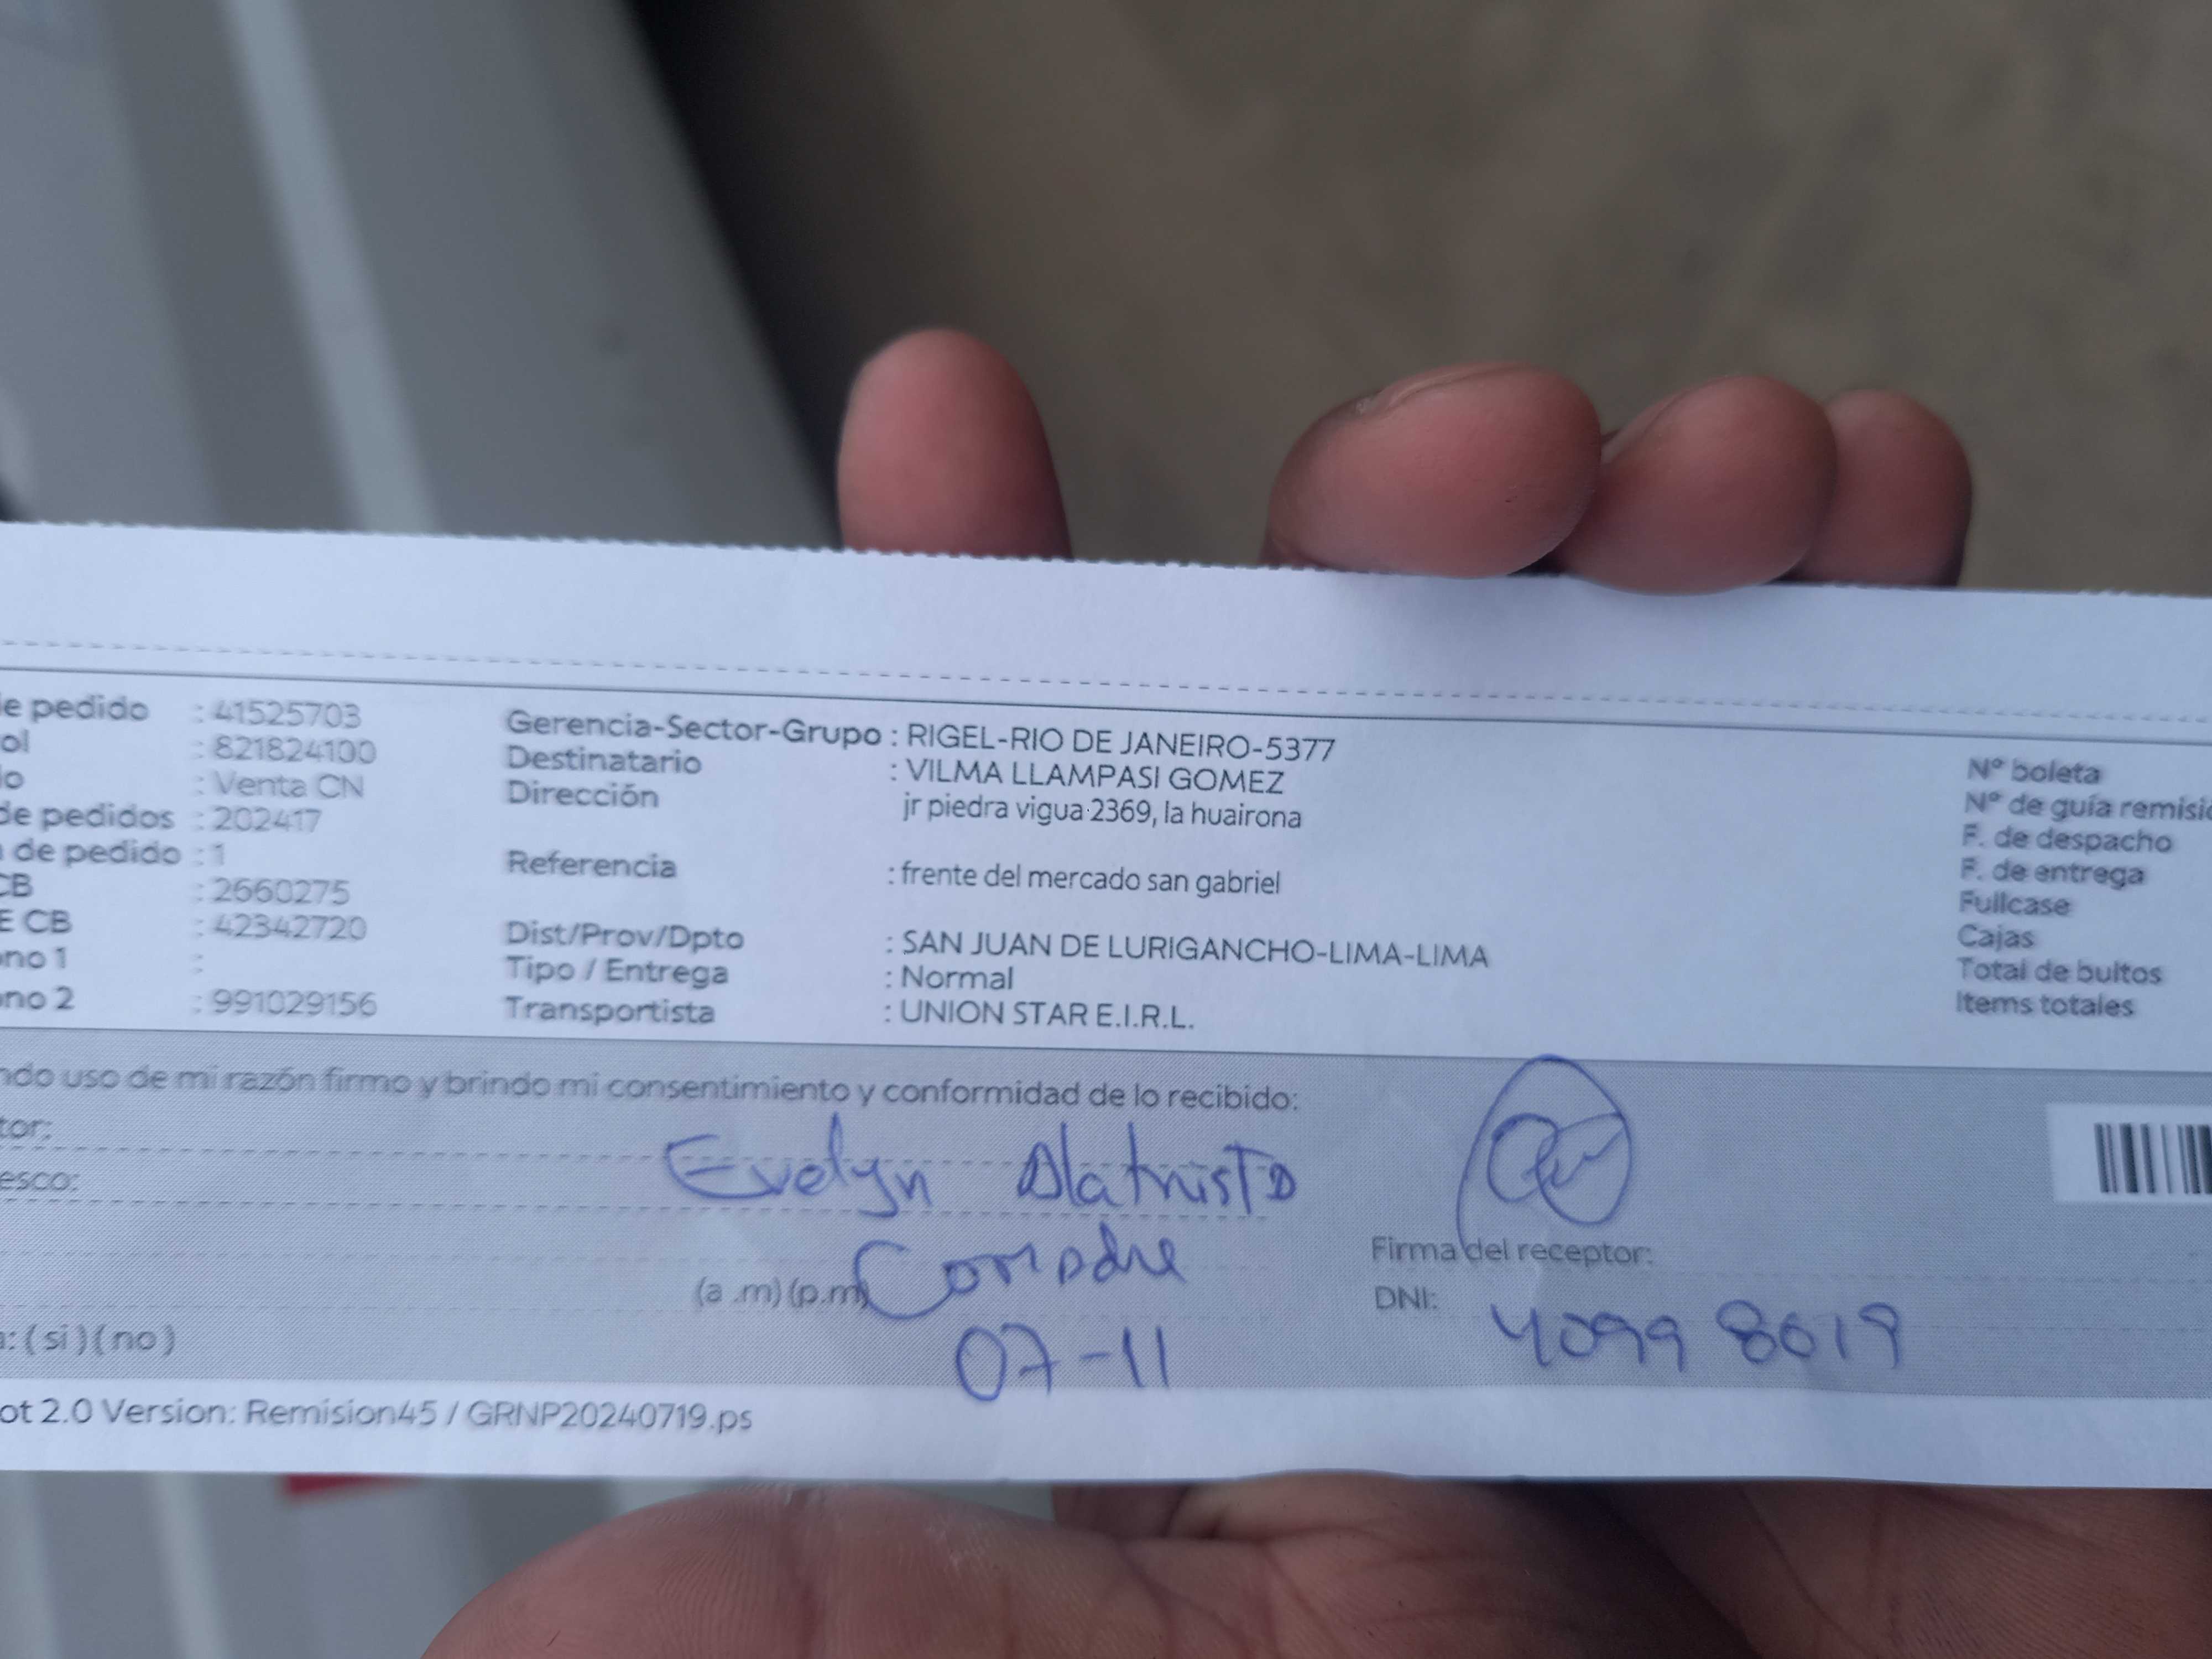 e pedido : 41525703
ol : 821824100
o : Venta CN
de pedidos : 202417
de pedido : 1
CB : 2660275
E CB : 42342720
no 1 :
no 2 : 991029156
Gerencia-Sector-Grupo : RIGEL-RIO DE JANEIRO-5377
Destinatario : VILMA LLAMPASI GOMEZ
Dirección jr piedra vigua 2369, la huairona
Referencia : frente del mercado san gabriel
Dist/Prov/Dpto : SAN JUAN DE LURIGANCHO-LIMA-LIMA
Tipo / Entrega : Normal
Transportista : UNION STAR E.I.R.L.
Nº boleta
Nº de guía remisió
F. de despacho
F. de entrega
Fullcase
Cajas
Total de bultos
Items totales
ndo uso de mi razón firmo y brindo mi consentimiento y conformidad de lo recibido:
tor:
esco:
Evelyn Alatrista
Comadre
(a .m) (p.m)
07-11
Firma del receptor:
DNI: 40998619
: ( si ) ( no )
ot 2.0 Version: Remision45 / GRNP20240719.ps